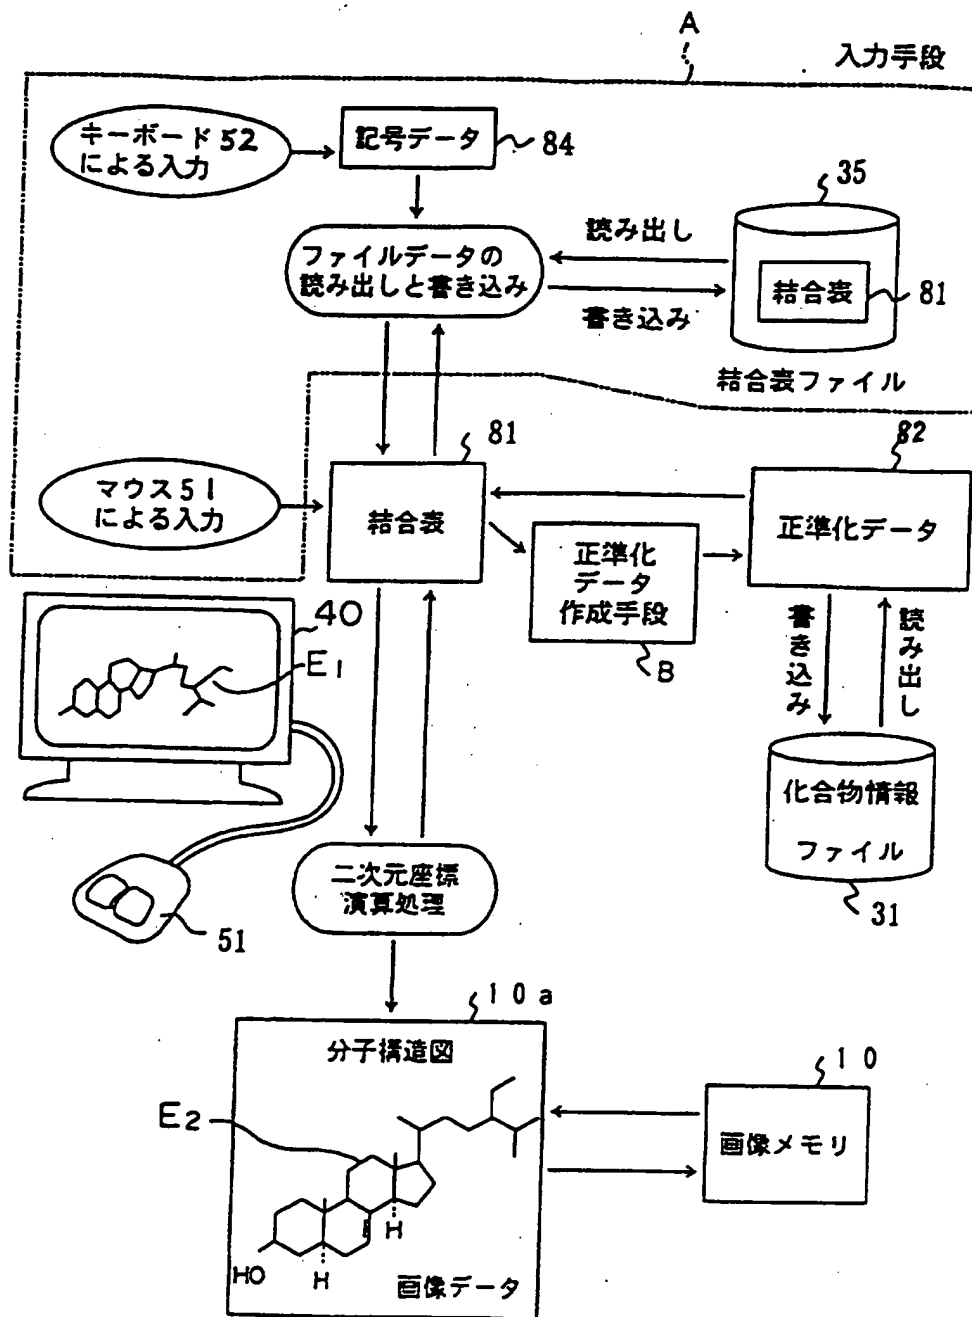 A
入力手段
キーボード52
による入力
記号データ
84
35
読み出し
ファイルデータの
読み出しと書き込み
結合表
81
書き込み
結合表ファイル
81
82
マウス51
による入力
結合表
正準化データ
正準化
データ
作成手段
B
書き込み
読み出し
40
E1
化合物情報
ファイル
31
二次元座標
演算処理
51
10a
分子構造図
10
E2
画像メモリ
H
HO
H
画像データ